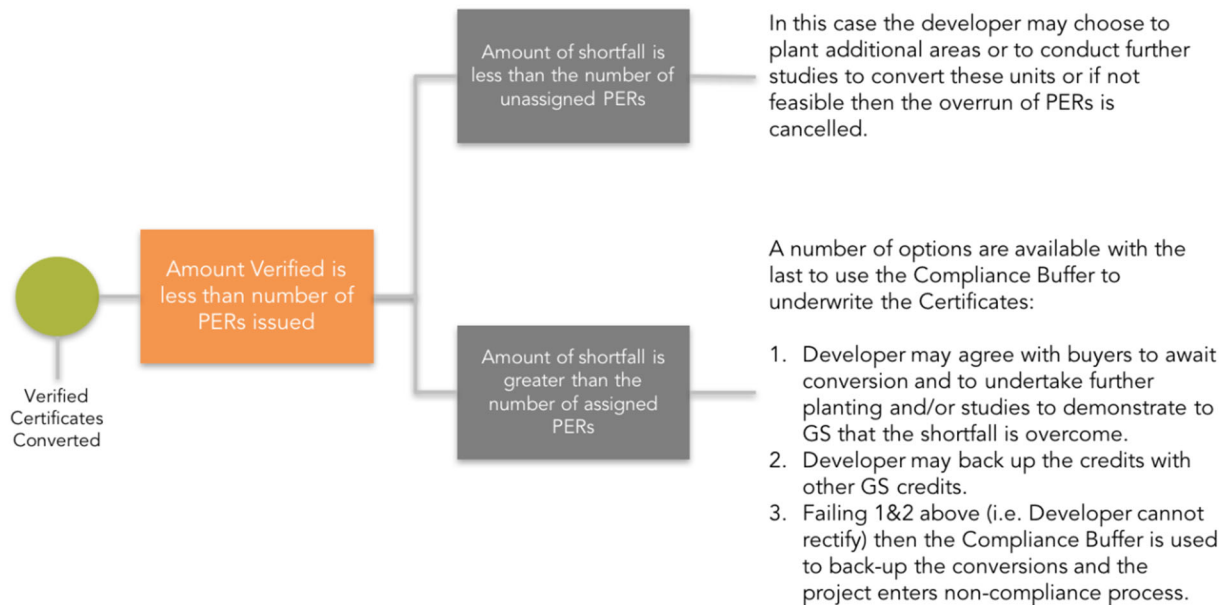 Verified
Certificates
Converted
Amount Verified is
less than number of
PERs issued
Amount of shortfall is
less than the number of
unassigned PERs
In this case the developer may choose to
plant additional areas or to conduct further
studies to convert these units or if not
feasible then the overrun of PERs is
cancelled.
Amount of shortfall is
greater than the
number of assigned
PERs
A number of options are available with the
last to use the Compliance Buffer to
underwrite the Certificates:
1. Developer may agree with buyers to await
conversion and to undertake further
planting and/or studies to demonstrate to
GS that the shortfall is overcome.
2. Developer may back up the credits with
other GS credits.
3. Failing 1&2 above (i.e. Developer cannot
rectify) then the Compliance Buffer is used
to back-up the conversions and the
project enters non-compliance process.